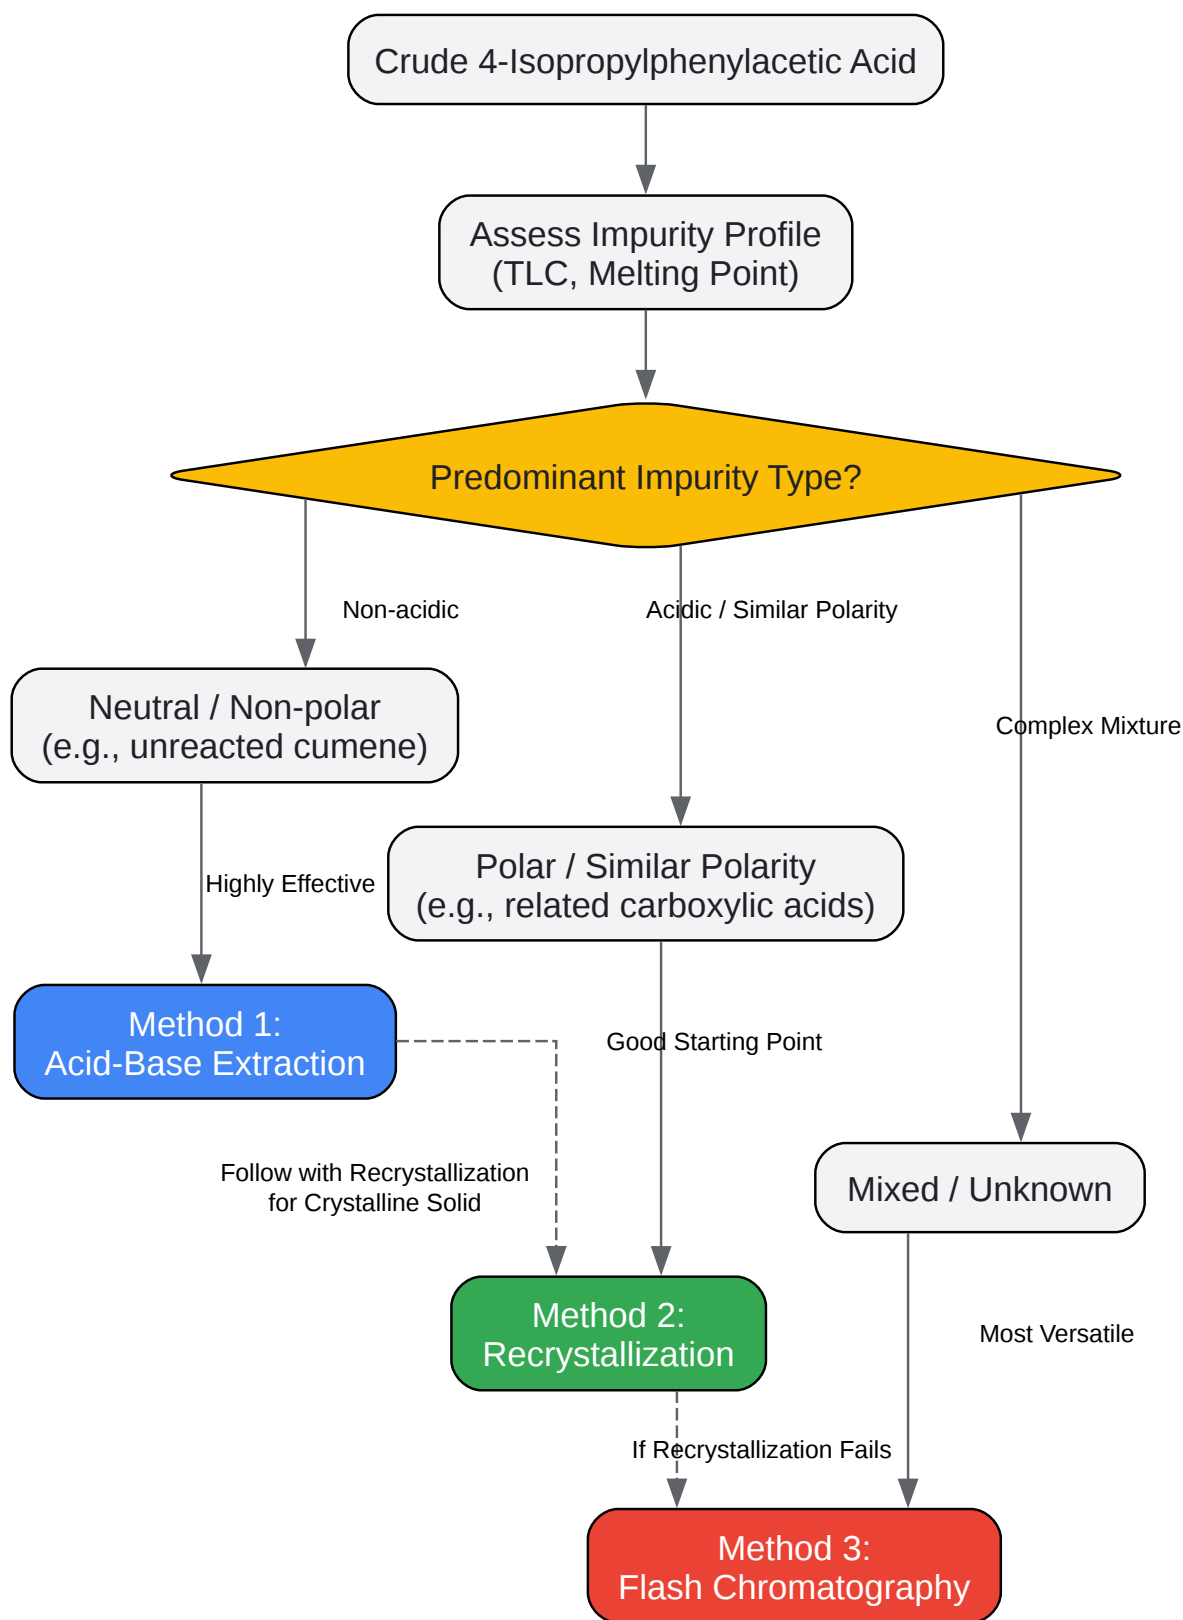 Crude 4-Isopropylphenylacetic Acid
Assess Impurity Profile
(TLC, Melting Point)
Predominant Impurity Type?
Non-acidic
Acidic / Similar Polarity
Complex Mixture
Neutral / Non-polar
(e.g., unreacted cumene)
Polar / Similar Polarity
(e.g., related carboxylic acids)
Highly Effective
Method 1:
Acid-Base Extraction
Good Starting Point
Follow with Recrystallization
for Crystalline Solid
Mixed / Unknown
Method 2:
Recrystallization
Most Versatile
If Recrystallization Fails
Method 3:
Flash Chromatography